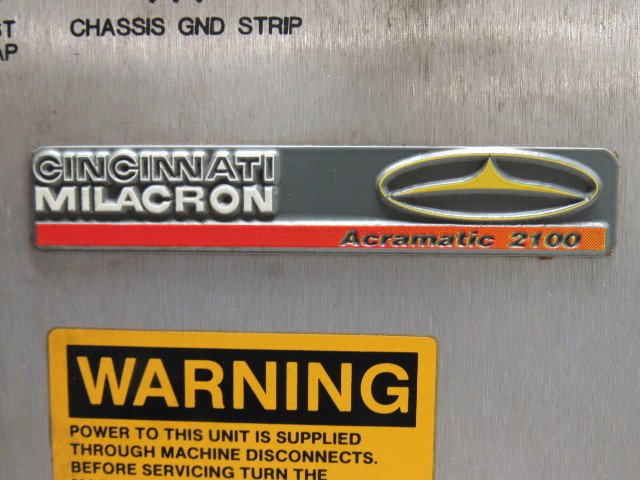 CHASSIS GND STRIP
CINCINNATI
MILACRON
Acramatic 2100
WARNING
POWER TO THIS UNIT IS SUPPLIED
THROUGH MACHINE DISCONNECTS.
BEFORE SERVICING TURN THE